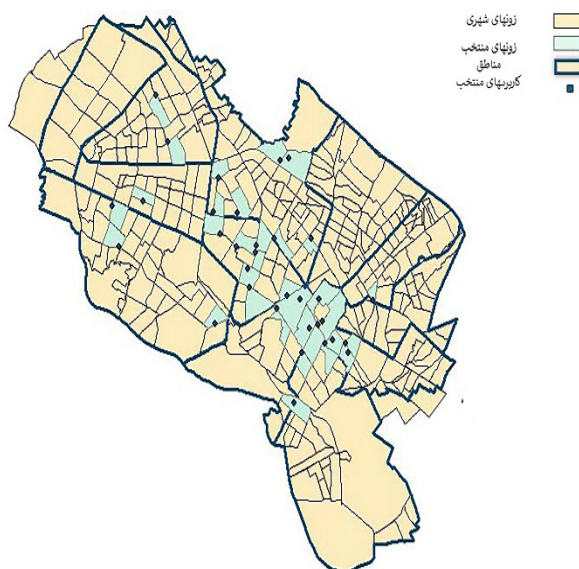 زونهای شهری
زونهای منتخب
مناطق
کاربریهای منتخب